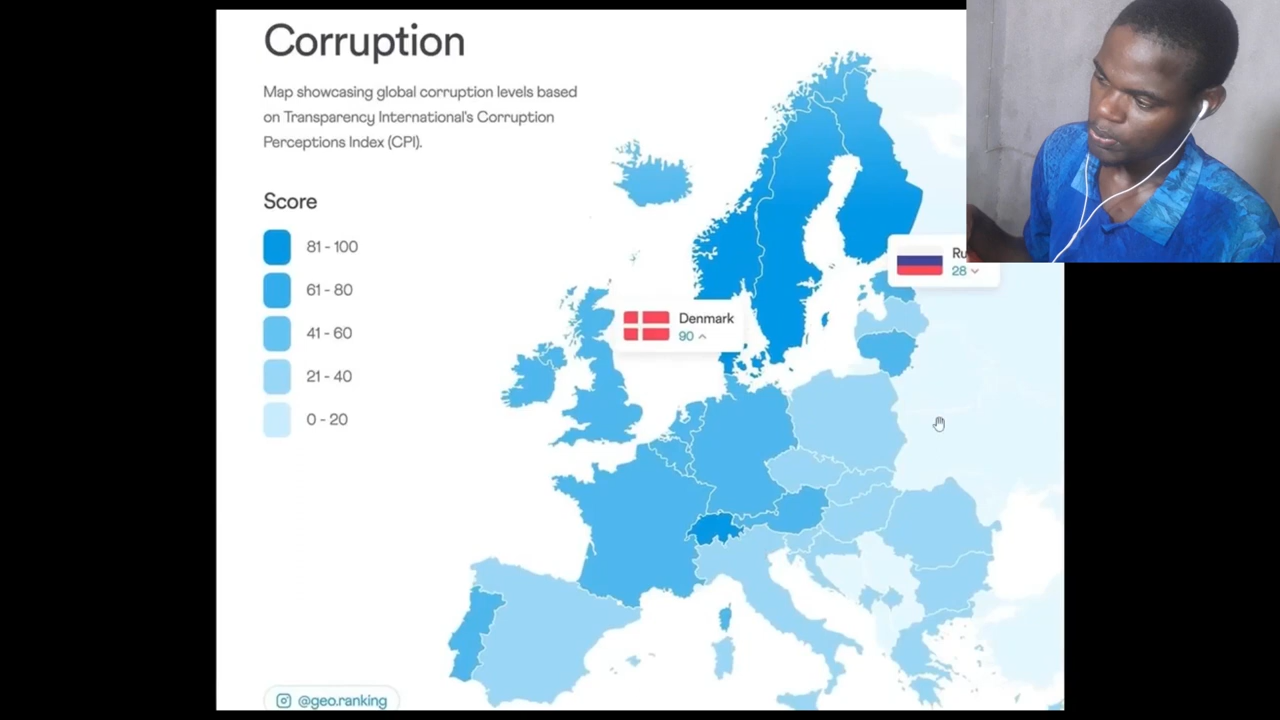 Corruption
Map showcasing global corruption levels based
on Transparency International's Corruption
Perceptions Index (CPI).
Score
81 - 100
61 - 80
41 - 60
21 - 40
0 - 20
Ru
28
Denmark
90
@geo.ranking